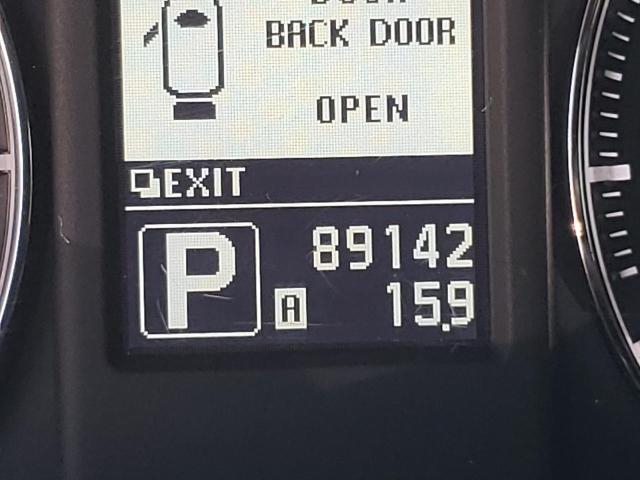 BACK DOOR
OPEN
EXIT
P
89142
A 15.9